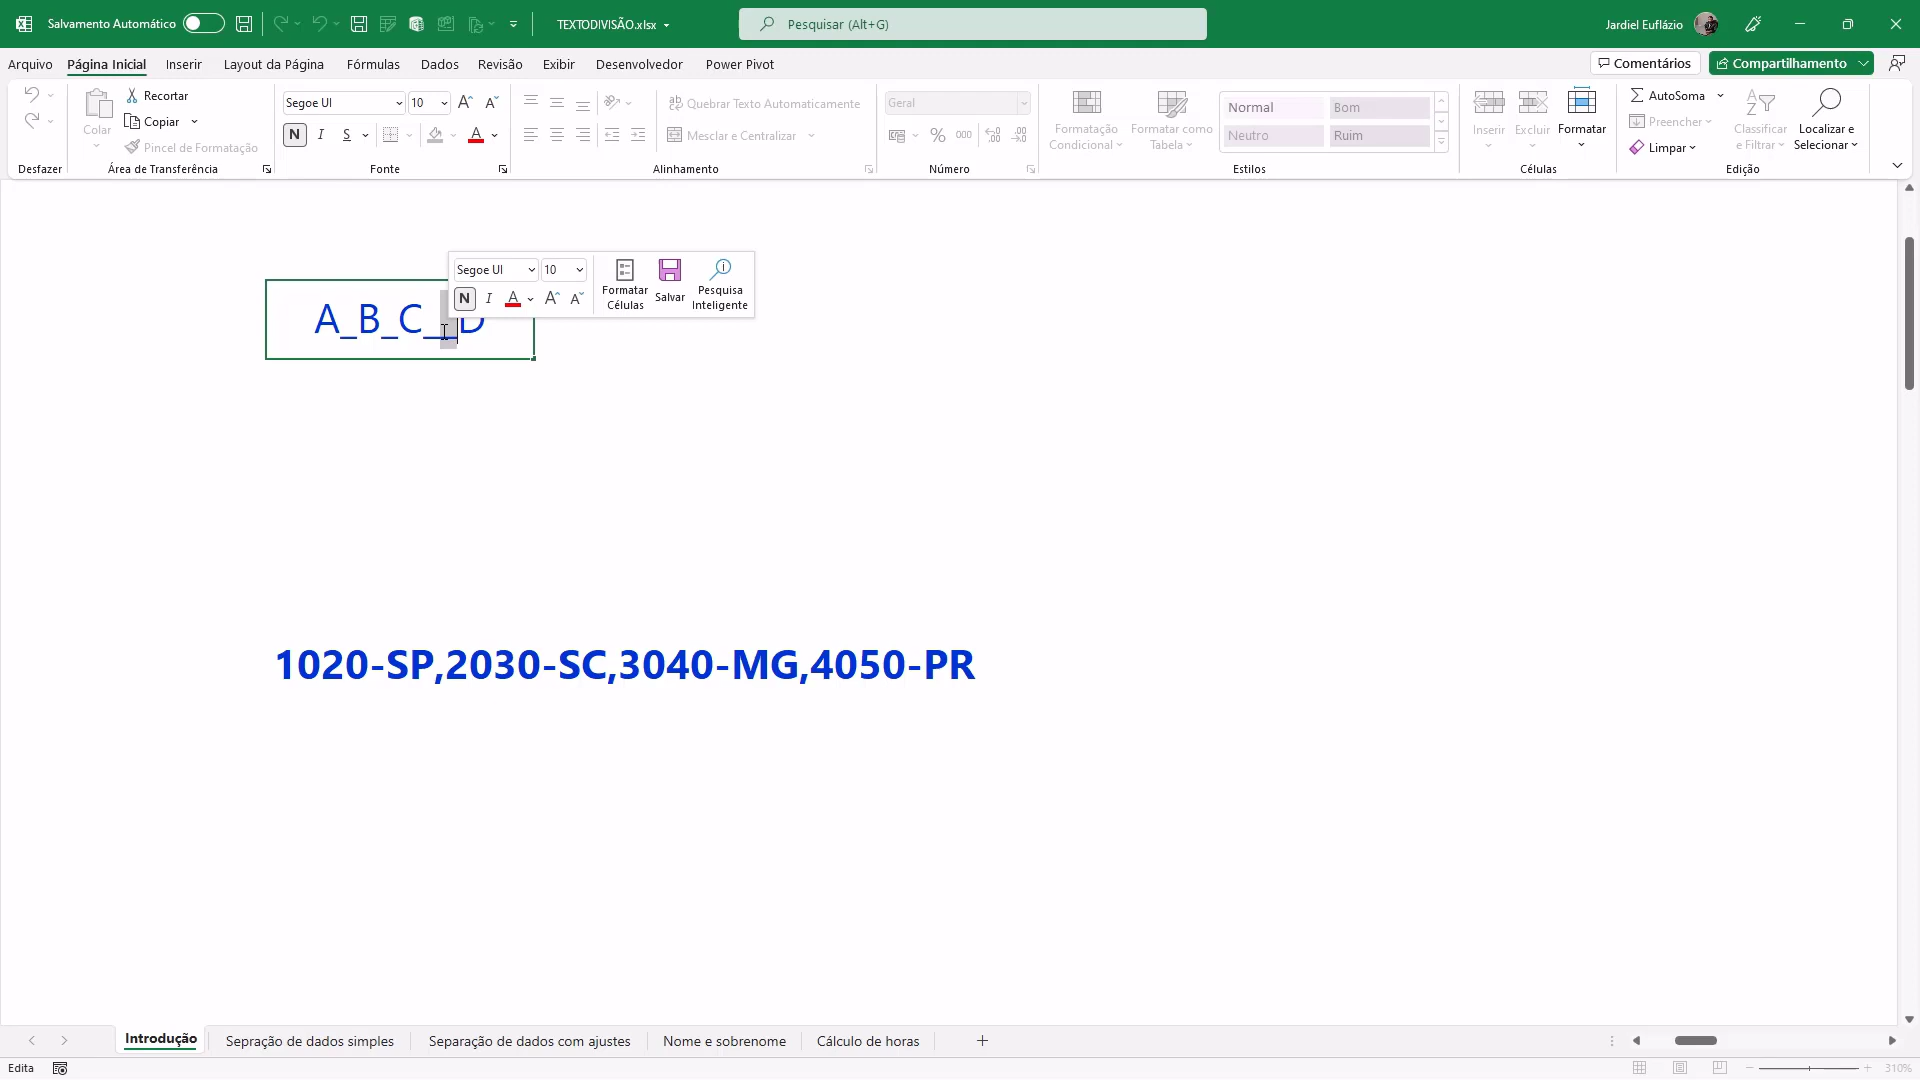 Salvamento Automático
TEXTODIVISÃO.xlsx
Pesquisar (Alt+G)
Jardiel Euflázio
Arquivo Página Inicial Inserir Layout da Página Fórmulas Dados Revisão Exibir Desenvolvedor Power Pivot
Comentários Compartilhamento
Desfazer
Colar
Recortar
Copiar
Pincel de Formatação
Área de Transferência
Segoe UI 10
N I S
Fonte
Quebrar Texto Automaticamente
Mesclar e Centralizar
Alinhamento
Geral
% 000
Número
Formatação Condicional
Formatar como Tabela
Normal Bom
Neutro Ruim
Estilos
Inserir Excluir Formatar
Células
AutoSoma
Preencher
Limpar
Classificar e Filtrar
Localizar e Selecionar
Edição
Segoe UI 10
N I A
Formatar Células
Salvar
Pesquisa Inteligente
A_B_C__D
1020-SP,2030-SC,3040-MG,4050-PR
Introdução Sepração de dados simples Separação de dados com ajustes Nome e sobrenome Cálculo de horas
Edita
310%